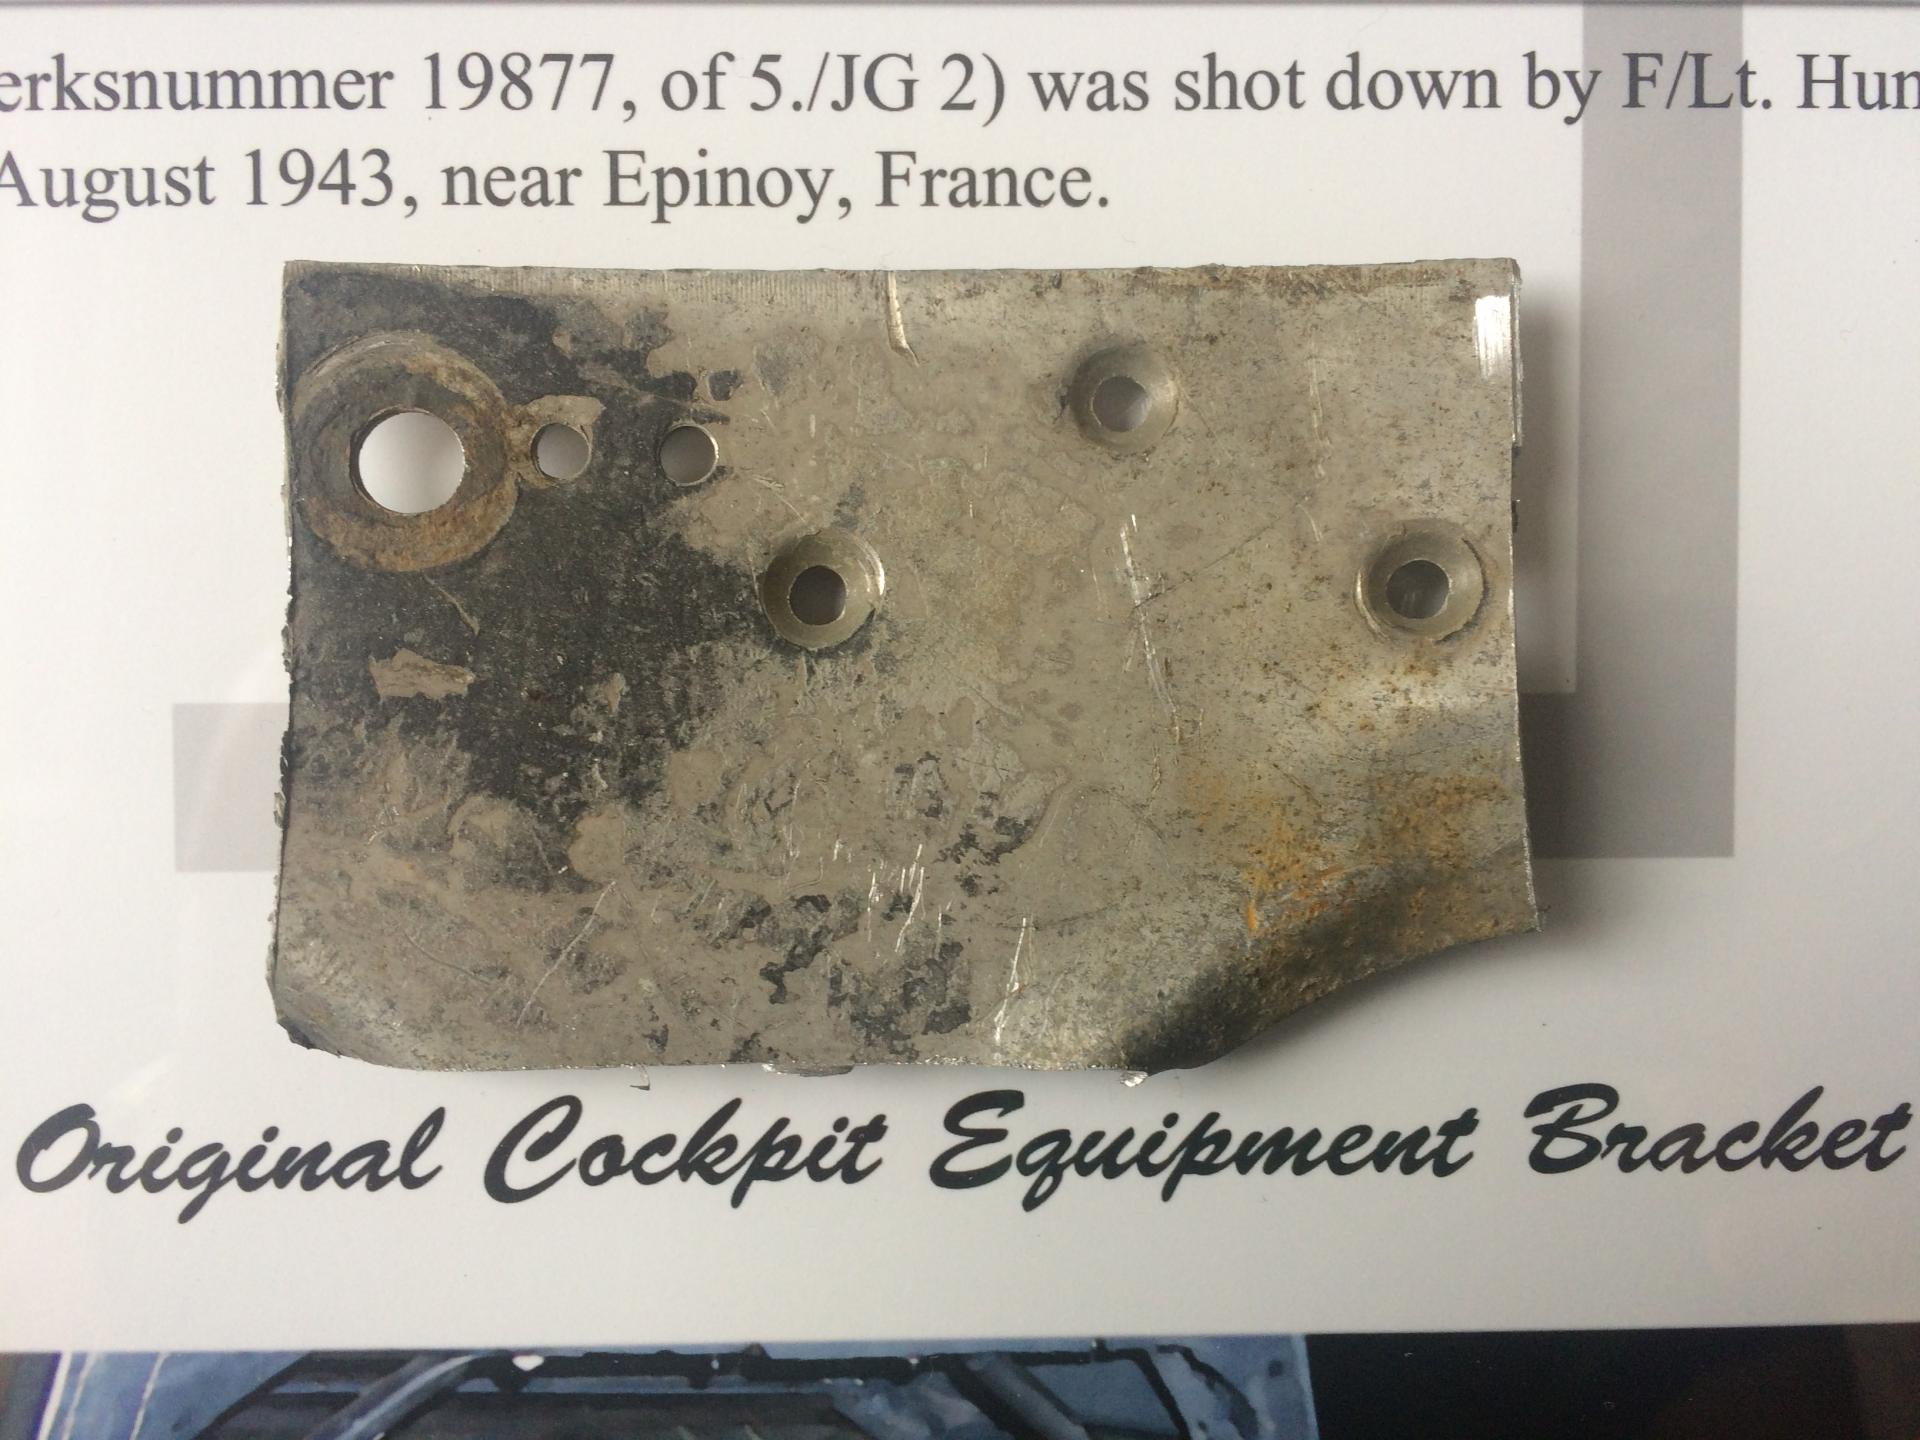 erksnummer 19877, of 5./JG 2) was shot down by F/Lt. Hun
August 1943, near Epinoy, France.
Original Cockpit Equipment Bracket